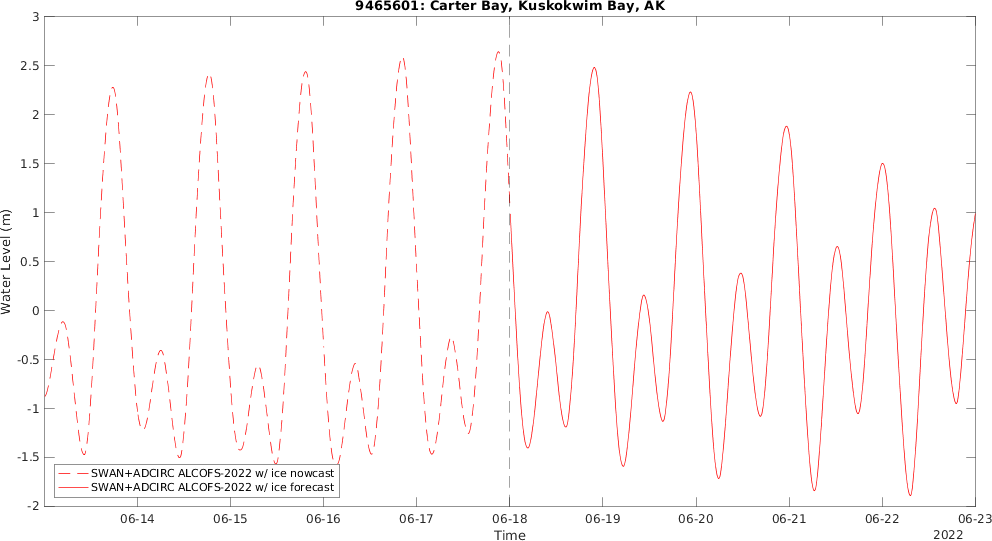 9465601: Carter Bay, Kuskokwim Bay, AK
Water Level (m)
3
2.5
2
1.5
1
0.5
0
-0.5
-1
-1.5
-2
SWAN+ADCIRC ALCOFS-2022 w/ ice nowcast
SWAN+ADCIRC ALCOFS-2022 w/ ice forecast
06-14 06-15 06-16 06-17 06-18 06-19 06-20 06-21 06-22 06-23
Time
2022